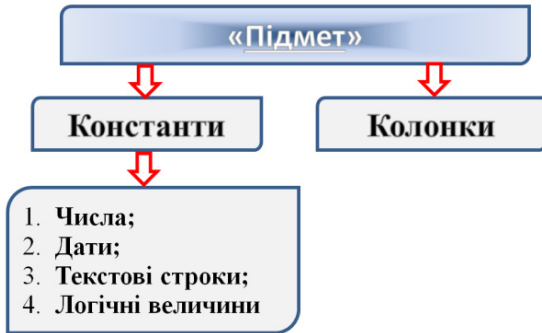 «Підмет»
Константи
Колонки
1. Числа;
2. Дати;
3. Текстові строки;
4. Логічні величини